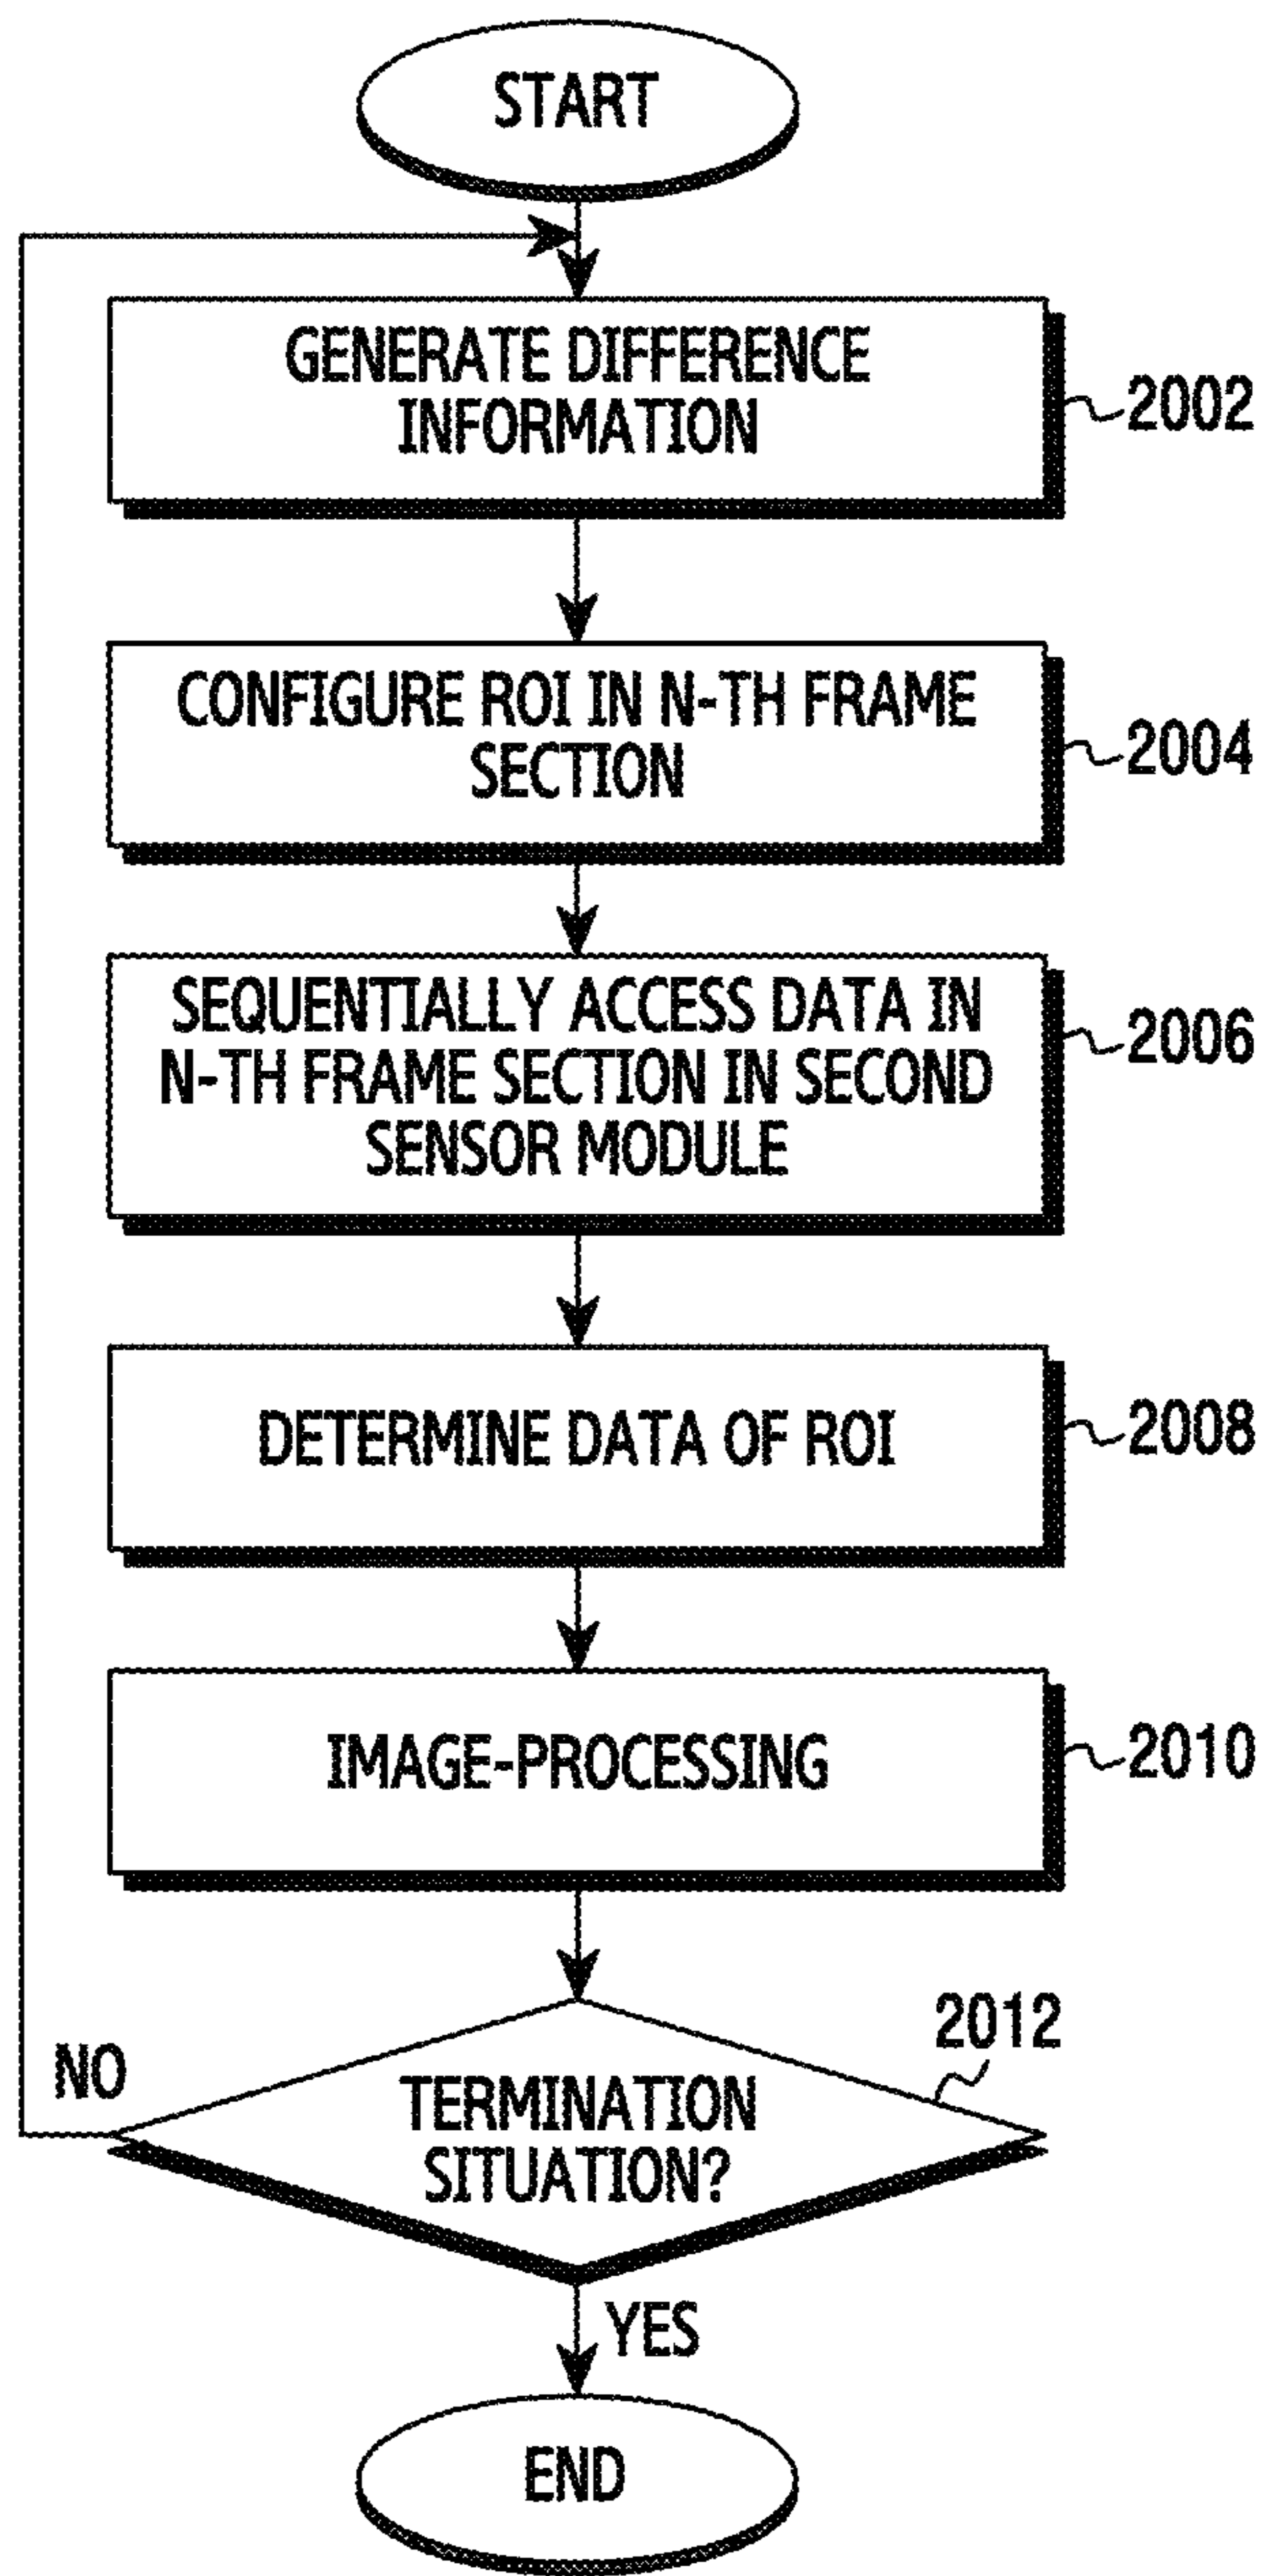 START
GENERATE DIFFERENCE
INFORMATION
2002
CONFIGURE ROI IN N-TH FRAME
SECTION
2004
SEQUENTIALLY ACCESS DATA IN
N-TH FRAME SECTION IN SECOND
SENSOR MODULE
2006
DETERMINE DATA OF ROI
2008
IMAGE-PROCESSING
2010
2012
NO
TERMINATION
SITUATION?
YES
END